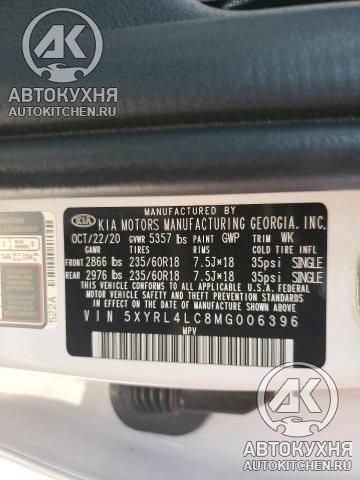 АК
АВТОКУХНЯ
AUTOKITCHEN.RU
MANUFACTURED BY
KIA KIA MOTORS MANUFACTURING GEORGIA, INC.
OCT/22/20 GVWR 5357 lbs PAINT GWP TRIM WK
GAWR TIRES RIMS COLD TIRE INFL
FRONT 2866 lbs 235/60R18 7.5J×18 35psi SINGLE
REAR 2976 lbs 235/60R18 7.5J×18 35psi SINGLE
THIS VEHICLE CONFORMS TO ALL APPLICABLE U.S.A. FEDERAL
MOTOR VEHICLE SAFETY, BUMPER, AND THEFT PREVENTION
STANDARDS IN EFFECT ON THE DATE OF MANUFACTURE SHOWN ABOVE.
VIN 5XYRL4LC8MG006396
MPV
522A
АК
АВТОКУХНЯ
AUTOKITCHEN.RU